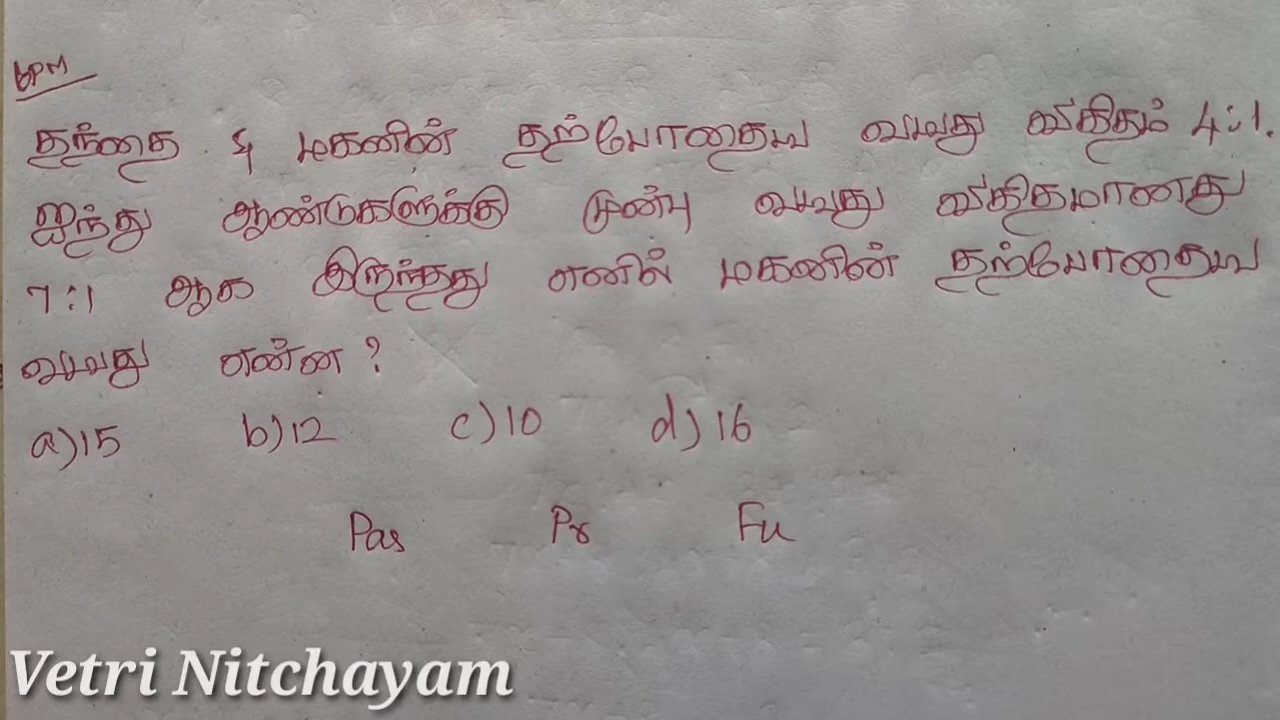 6PM
தந்தை & மகனின் தற்போதைய வயது விகிதம் 4:1.
ஐந்து ஆண்டுகளுக்கு முன்பு வயது விகிதமானது
7:1 ஆக இருந்தது எனில் மகனின் தற்போதைய
வயது என்ன?
a) 15 b) 12 c) 10 d) 16
Pas Pr Fu
Vetri Nitchayam